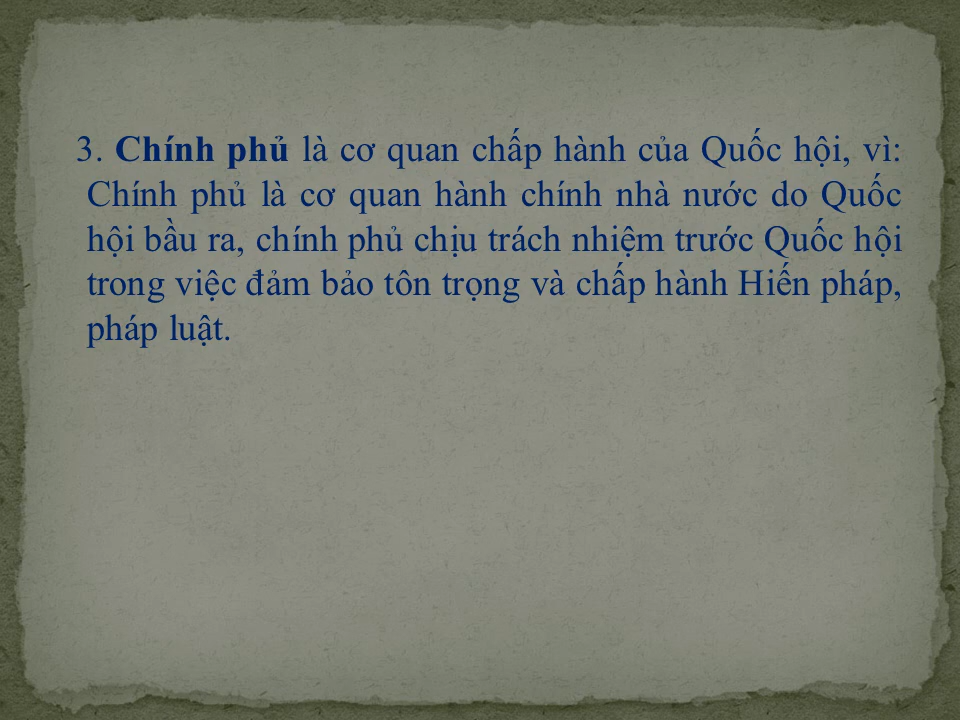 3. Chính phủ là cơ quan chấp hành của Quốc hội, vì:
Chính phủ là cơ quan hành chính nhà nước do Quốc
hội bầu ra, chính phủ chịu trách nhiệm trước Quốc hội
trong việc đảm bảo tôn trọng và chấp hành Hiến pháp,
pháp luật.